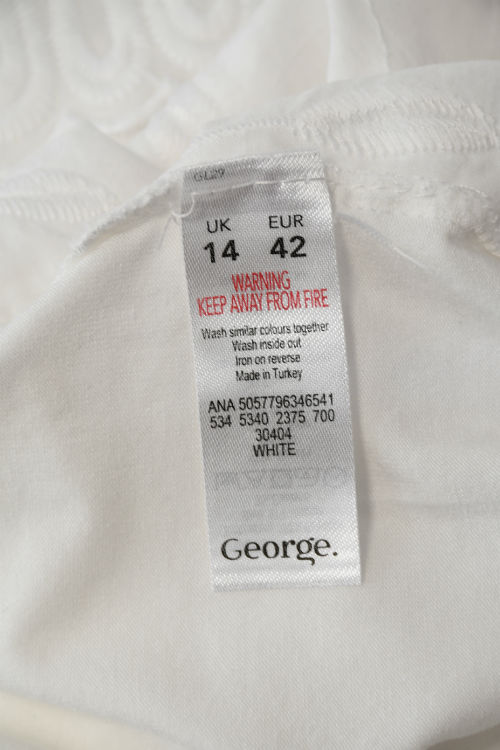 GL29
UK EUR
14 42
WARNING
KEEP AWAY FROM FIRE
Wash similar colours together
Wash inside out
Iron on reverse
Made in Turkey
ANA 5057796346541
534 5340 2375 700
30404
WHITE
George.